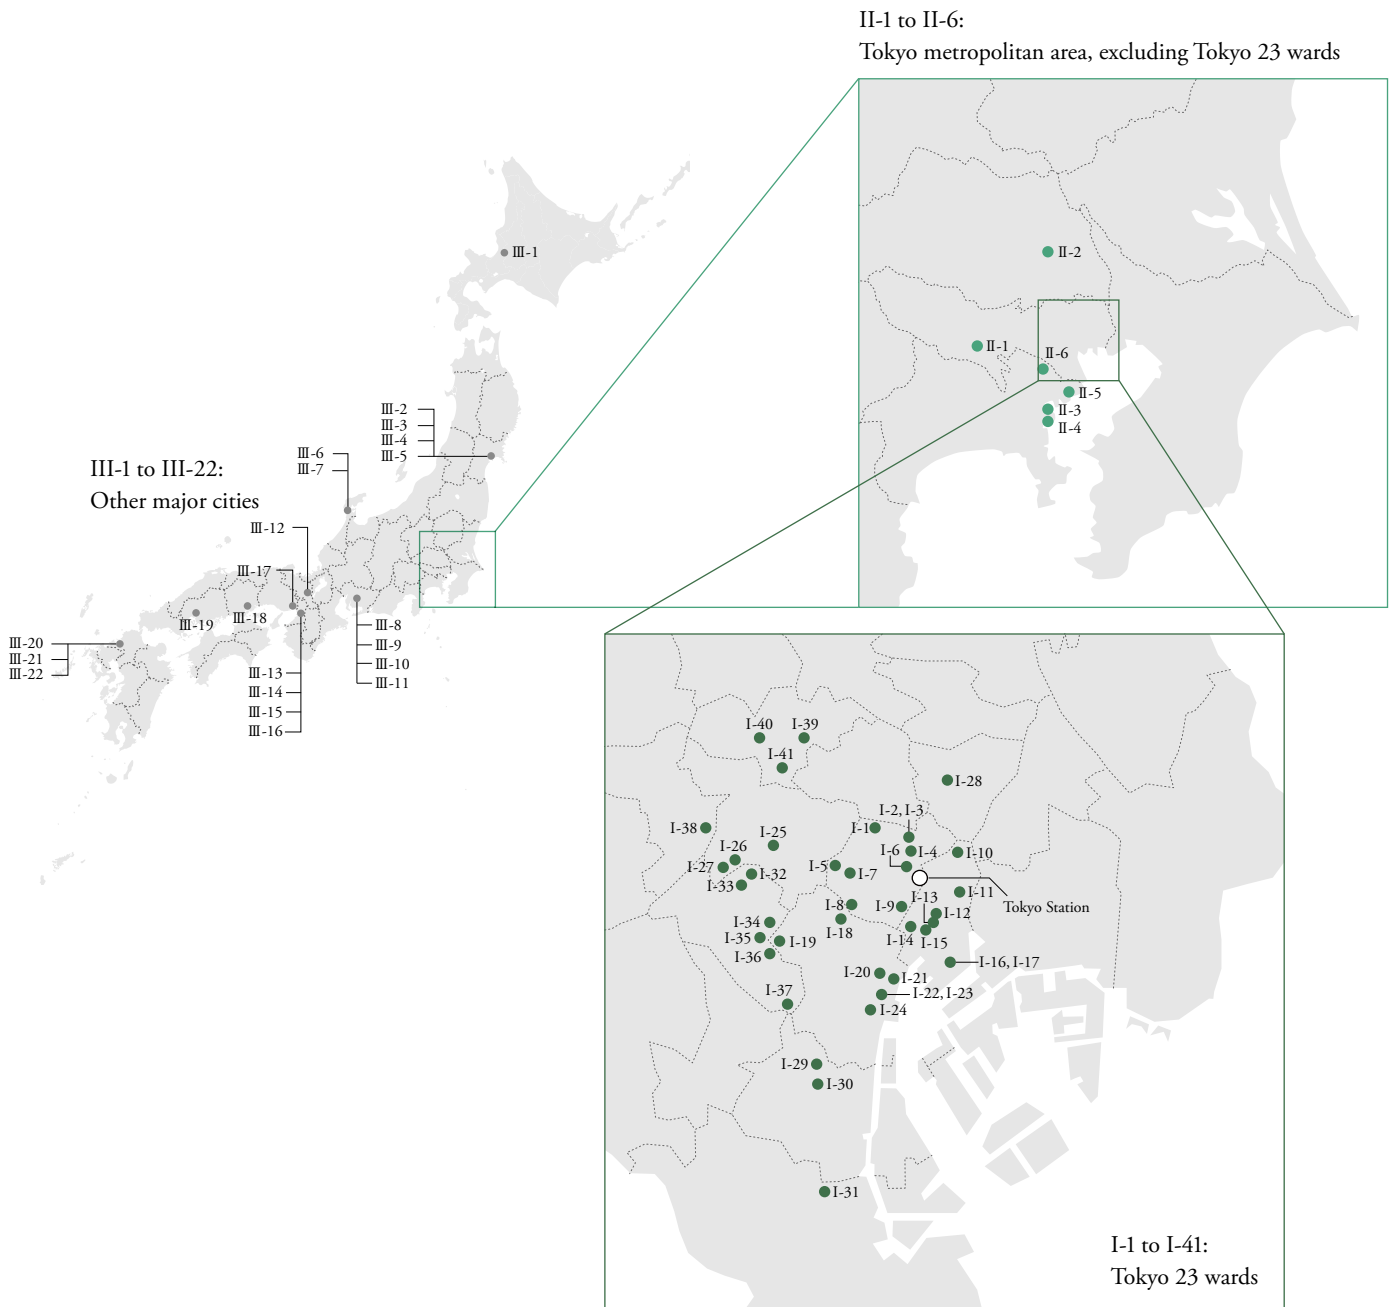 II-1 to II-6:
Tokyo metropolitan area, excluding Tokyo 23 wards
Ⅲ-1
II-2
II-1
II-6
II-5
II-3
II-4
Ⅲ-2
Ⅲ-3
Ⅲ-4
Ⅲ-5
Ⅲ-6
Ⅲ-7
III-1 to III-22:
Other major cities
Ⅲ-12
Ⅲ-17
Ⅲ-18
Ⅲ-19
Ⅲ-20
Ⅲ-21
Ⅲ-22
Ⅲ-8
Ⅲ-9
Ⅲ-10
Ⅲ-11
Ⅲ-13
Ⅲ-14
Ⅲ-15
Ⅲ-16
I-40
I-39
I-41
I-28
I-2, I-3
I-38
I-1
I-25
I-26
I-6
I-4
I-10
I-27
I-32
I-5
I-7
I-33
I-13
I-11
Tokyo Station
I-8
I-9
I-12
I-34
I-18
I-14
I-15
I-35
I-19
I-36
I-16, I-17
I-20
I-21
I-37
I-22, I-23
I-24
I-29
I-30
I-31
I-1 to I-41:
Tokyo 23 wards